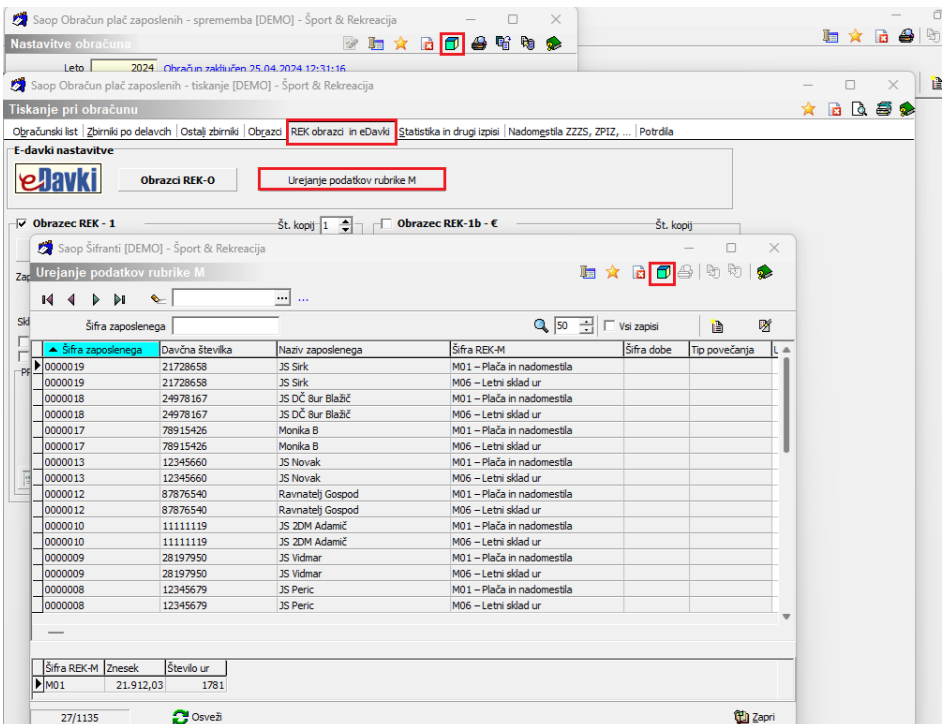 Saop Obračun plač zaposlenih - sprememba [DEMO] - Šport & Rekreacija
Nastavitve obračuna
Leto 2024 Obračun zaključen 25.04.2024 12:31:16
Saop Obračun plač zaposlenih - tiskanje [DEMO] - Šport & Rekreacija
Tiskanje pri obračunu
Obračunski list Zbirniki po delavcih Ostali zbirniki Obrazci REK obrazci in eDavki Statistika in drugi izpisi Nadomestila ZZZS, ZPIZ, ... Potrdila
E-davki nastavitve
eDavki Obrazci REK-O Urejanje podatkov rubrike M
Obrazec REK - 1 Št. kopij 1 Obrazec REK-1b - € Št. kopij
Saop Šifranti [DEMO] - Šport & Rekreacija
Zap
Urejanje podatkov rubrike M
... ...
Skl
Šifra zaposlenega 50 Vsi zapisi
Šifra zaposlenega Davčna številka Naziv zaposlenega Šifra REK-M Šifra dobe Tip povečanja
0000019 21728658 JS Sirk M01 – Plača in nadomestila
0000019 21728658 JS Sirk M06 – Letni sklad ur
0000018 24978167 JS DČ 8ur Blažič M01 – Plača in nadomestila
0000018 24978167 JS DČ 8ur Blažič M06 – Letni sklad ur
0000017 78915426 Monika B M01 – Plača in nadomestila
0000017 78915426 Monika B M06 – Letni sklad ur
0000013 12345660 JS Novak M01 – Plača in nadomestila
0000013 12345660 JS Novak M06 – Letni sklad ur
0000012 87876540 Ravnatelj Gospod M01 – Plača in nadomestila
0000012 87876540 Ravnatelj Gospod M06 – Letni sklad ur
0000010 11111119 JS 2DM Adamič M01 – Plača in nadomestila
0000010 11111119 JS 2DM Adamič M06 – Letni sklad ur
0000009 28197950 JS Vidmar M01 – Plača in nadomestila
0000009 28197950 JS Vidmar M06 – Letni sklad ur
0000008 12345679 JS Peric M01 – Plača in nadomestila
0000008 12345679 JS Peric M06 – Letni sklad ur
Šifra REK-M Znesek Število ur
M01 21.912,03 1781
27/1135 Osveži Zapri